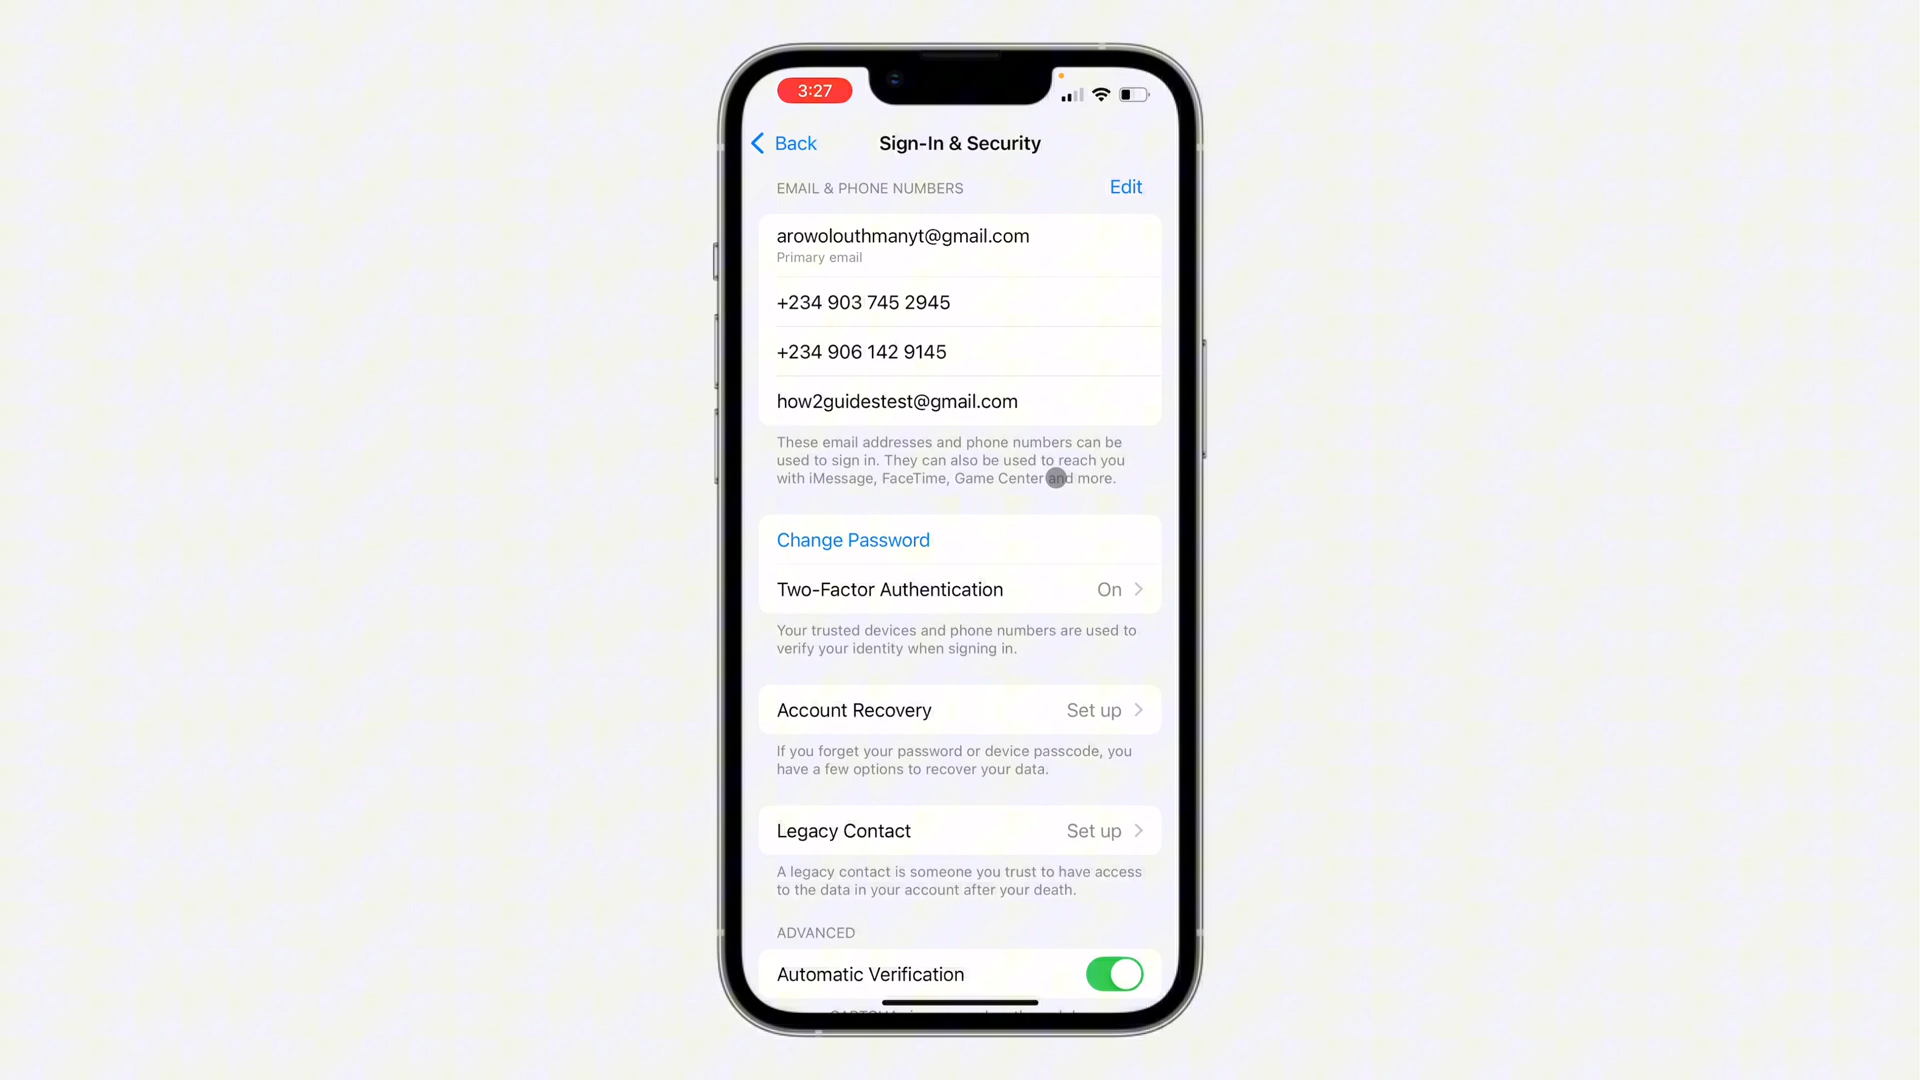 3:27
Back
Sign-In & Security
EMAIL & PHONE NUMBERS
Edit
arowolouthmanyt@gmail.com
Primary email
+234 903 745 2945
+234 906 142 9145
how2guidestest@gmail.com
These email addresses and phone numbers can be
used to sign in. They can also be used to reach you
with iMessage, FaceTime, Game Center and more.
Change Password
Two-Factor Authentication
On
Your trusted devices and phone numbers are used to
verify your identity when signing in.
Account Recovery
Set up
If you forget your password or device passcode, you
have a few options to recover your data.
Legacy Contact
Set up
A legacy contact is someone you trust to have access
to the data in your account after your death.
ADVANCED
Automatic Verification